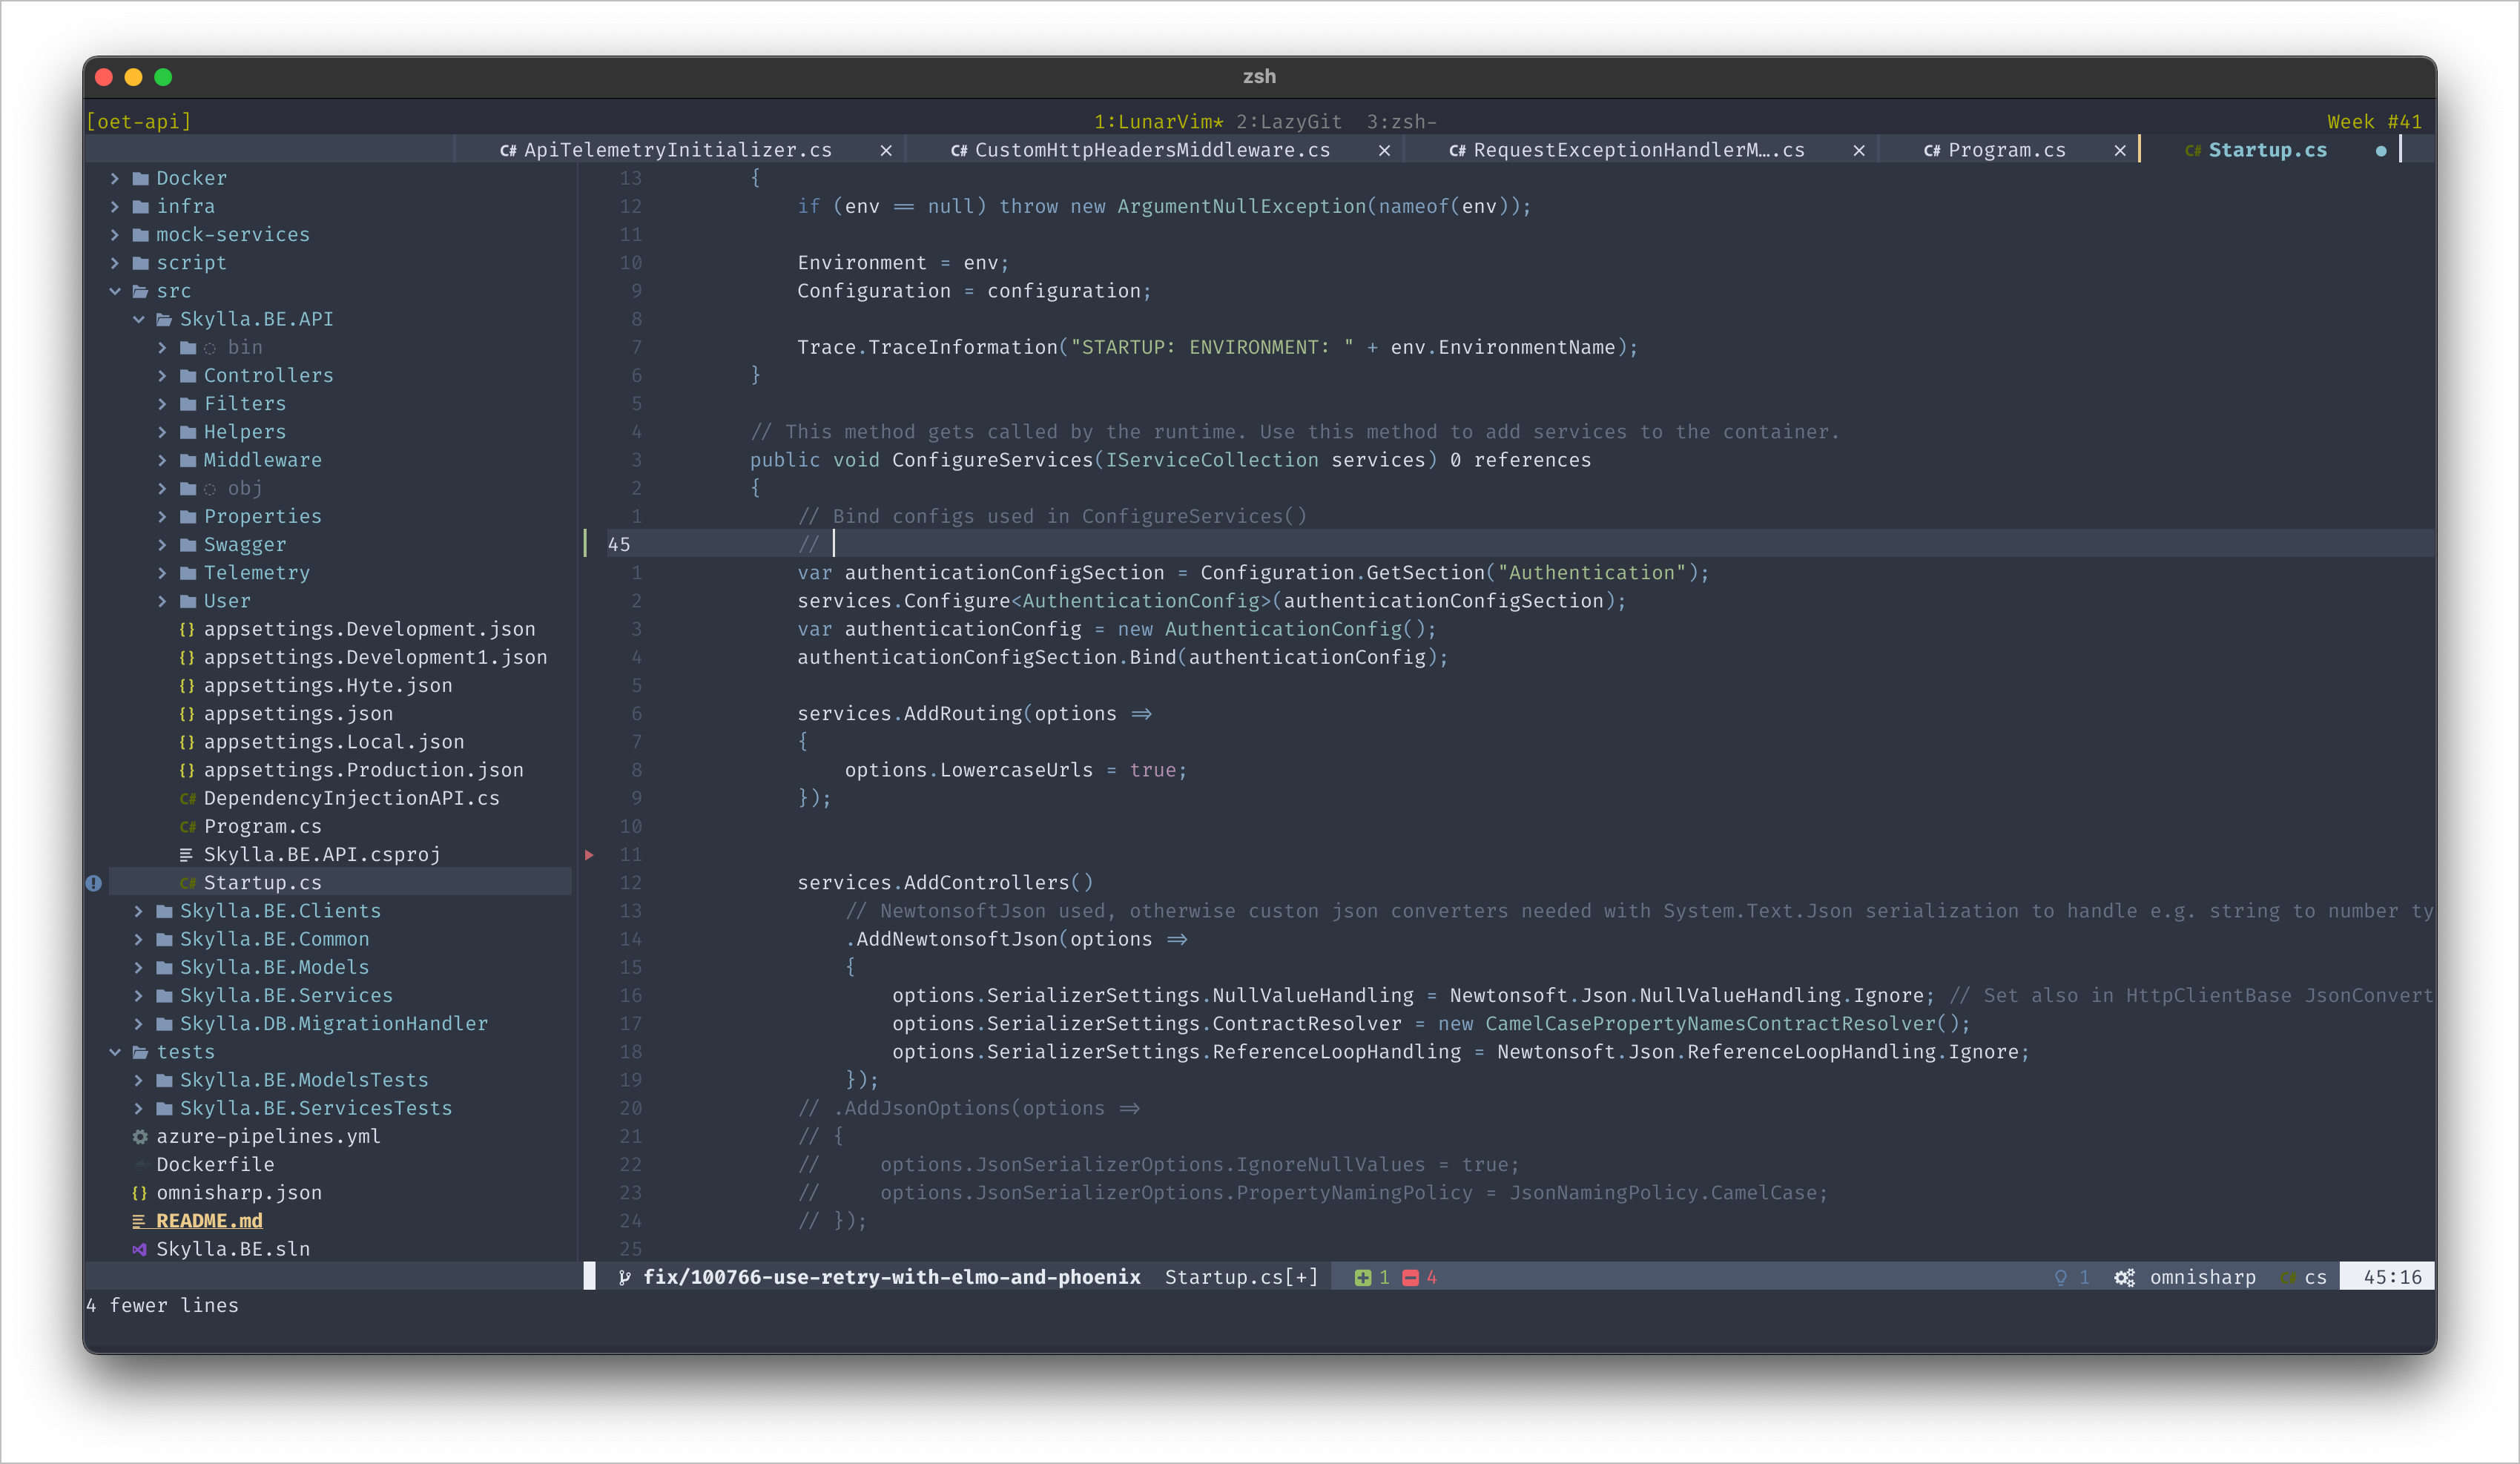 zsh
[oet-api] 1:LunarVim* 2:LazyGit 3:zsh- Week #41
C# ApiTelemetryInitializer.cs × C# CustomHttpHeadersMiddleware.cs × C# RequestExceptionHandlerM….cs × C# Program.cs × C# Startup.cs ●
Docker
infra
mock-services
script
src
Skylla.BE.API
bin
Controllers
Filters
Helpers
Middleware
obj
Properties
Swagger
Telemetry
User
{} appsettings.Development.json
{} appsettings.Development1.json
{} appsettings.Hyte.json
{} appsettings.json
{} appsettings.Local.json
{} appsettings.Production.json
C# DependencyInjectionAPI.cs
C# Program.cs
Skylla.BE.API.csproj
C# Startup.cs
Skylla.BE.Clients
Skylla.BE.Common
Skylla.BE.Models
Skylla.BE.Services
Skylla.DB.MigrationHandler
tests
Skylla.BE.ModelsTests
Skylla.BE.ServicesTests
azure-pipelines.yml
Dockerfile
{} omnisharp.json
README.md
Skylla.BE.sln
13 {
12 if (env == null) throw new ArgumentNullException(nameof(env));
11
10 Environment = env;
9 Configuration = configuration;
8
7 Trace.TraceInformation("STARTUP: ENVIRONMENT: " + env.EnvironmentName);
6 }
5
4 // This method gets called by the runtime. Use this method to add services to the container.
3 public void ConfigureServices(IServiceCollection services) 0 references
2 {
1 // Bind configs used in ConfigureServices()
45 //
1 var authenticationConfigSection = Configuration.GetSection("Authentication");
2 services.Configure<AuthenticationConfig>(authenticationConfigSection);
3 var authenticationConfig = new AuthenticationConfig();
4 authenticationConfigSection.Bind(authenticationConfig);
5
6 services.AddRouting(options =>
7 {
8 options.LowercaseUrls = true;
9 });
10
11
12 services.AddControllers()
13 // NewtonsoftJson used, otherwise custon json converters needed with System.Text.Json serialization to handle e.g. string to number ty
14 .AddNewtonsoftJson(options =>
15 {
16 options.SerializerSettings.NullValueHandling = Newtonsoft.Json.NullValueHandling.Ignore; // Set also in HttpClientBase JsonConvert
17 options.SerializerSettings.ContractResolver = new CamelCasePropertyNamesContractResolver();
18 options.SerializerSettings.ReferenceLoopHandling = Newtonsoft.Json.ReferenceLoopHandling.Ignore;
19 });
20 // .AddJsonOptions(options =>
21 // {
22 // options.JsonSerializerOptions.IgnoreNullValues = true;
23 // options.JsonSerializerOptions.PropertyNamingPolicy = JsonNamingPolicy.CamelCase;
24 // });
25
fix/100766-use-retry-with-elmo-and-phoenix Startup.cs[+] 1 4 1 omnisharp C# cs 45:16
4 fewer lines